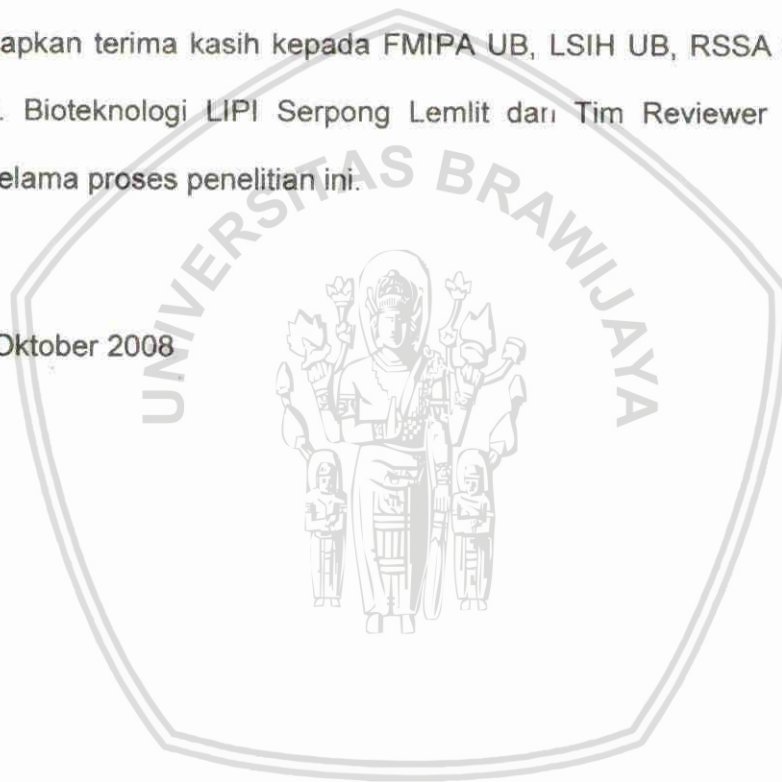 apkan terima kasih kepada FMIPA UB, LSIH UB, RSSA
. Bioteknologi LIPI Serpong Lemlit dan Tim Reviewer
elama proses penelitian ini.
UNIVERSITAS BRAWIJAYA
Oktober 2008